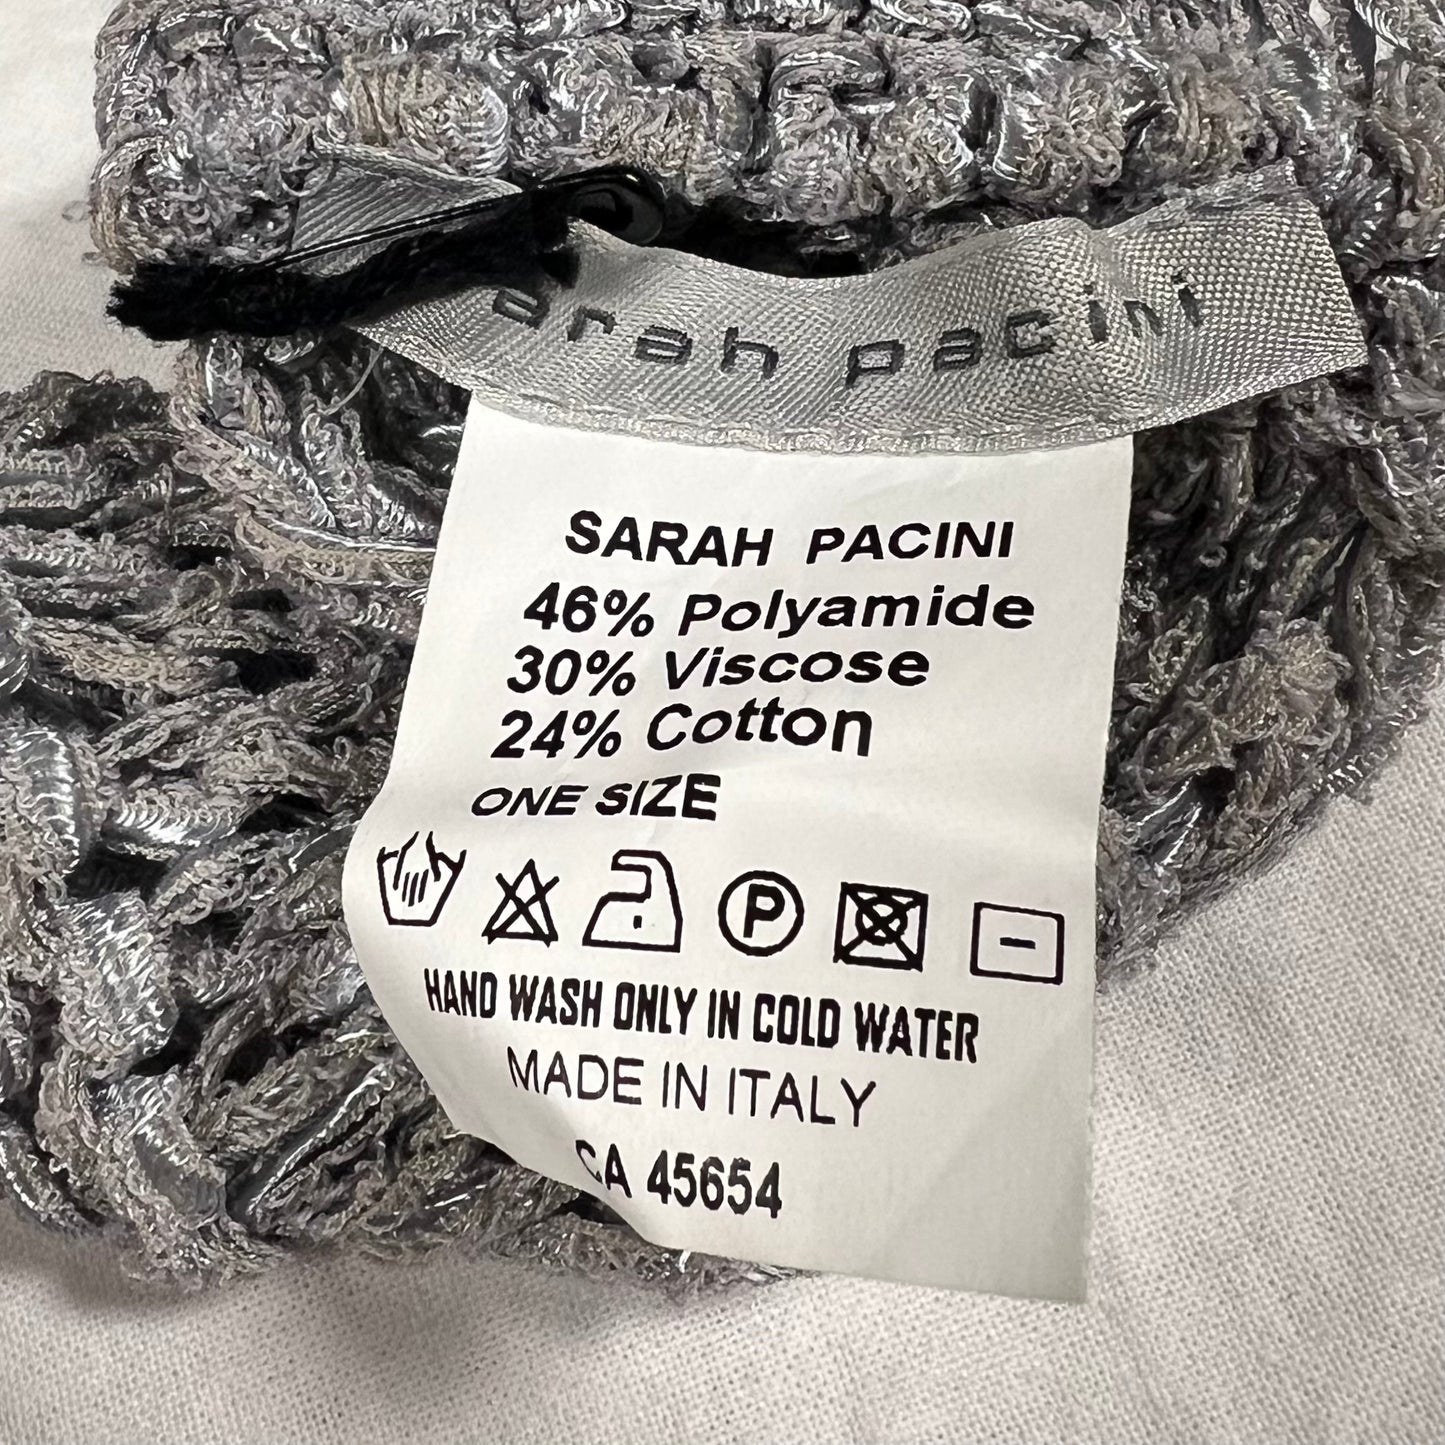 arah pacini
SARAH PACINI
46% Polyamide
30% Viscose
24% Cotton
ONE SIZE
P
HAND WASH ONLY IN COLD WATER
MADE IN ITALY
CA 45654